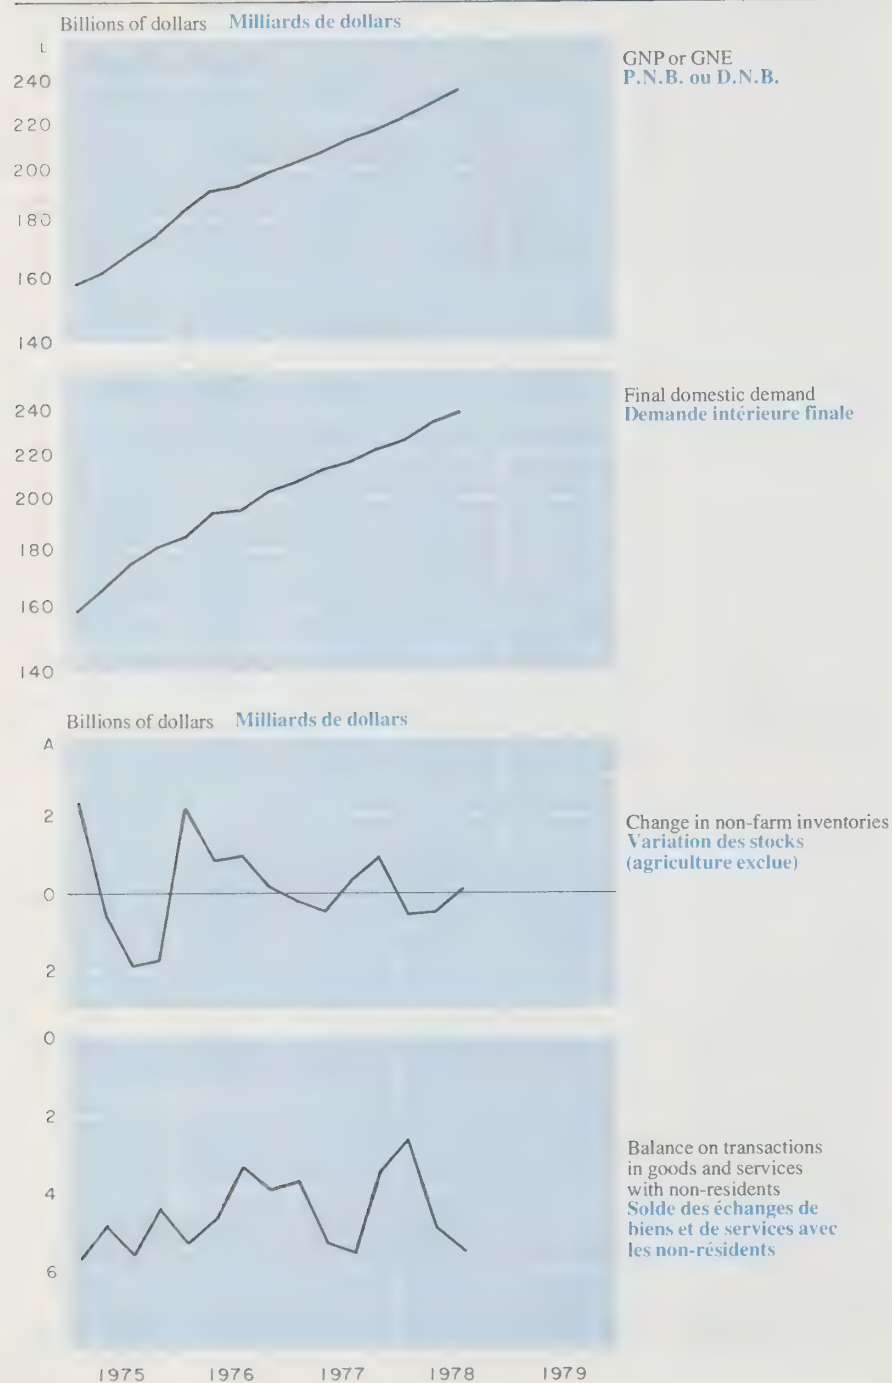 Billions of dollars Milliards de dollars
L
240
220
200
180
160
140
GNP or GNE
P.N.B. ou D.N.B.
240
220
200
180
160
140
Final domestic demand
Demande intérieure finale
Billions of dollars Milliards de dollars
A
2
0
2
Change in non-farm inventories
Variation des stocks
(agriculture exclue)
0
2
4
6
Balance on transactions
in goods and services
with non-residents
Solde des échanges de
biens et de services avec
les non-résidents
1975 1976 1977 1978 1979